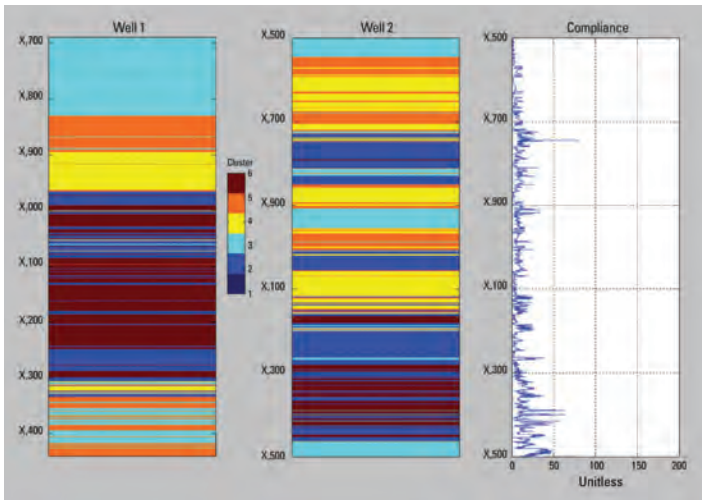 Well 1
X,700
X,800
X,900
X,000
X,100
X,200
X,300
X,400
Cluster
6
5
4
3
2
1
Well 2
X,500
X,700
X,900
X,100
X,300
X,500
Compliance
X,500
X,700
X,900
X,100
X,300
X,500
0 50 100 150 200
Unitless